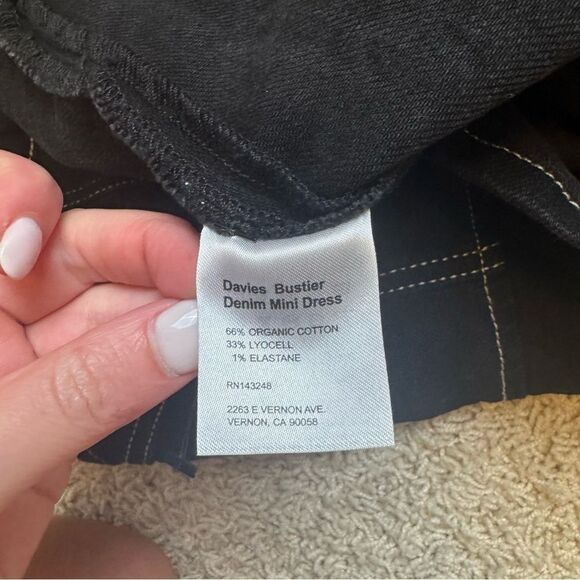 Davies Bustier
Denim Mini Dress
66% ORGANIC COTTON
33% LYOCELL
1% ELASTANE
RN143248
2263 E VERNON AVE.
VERNON, CA 90058